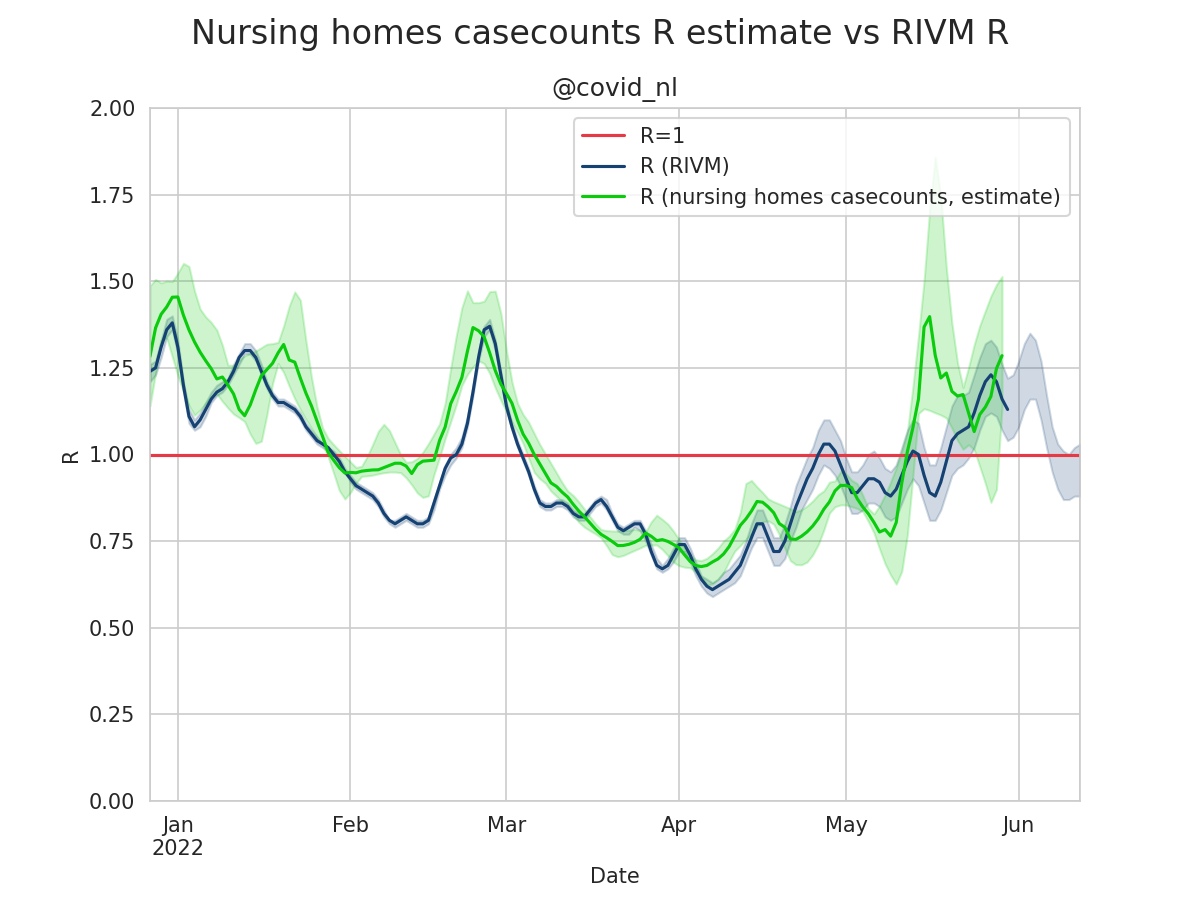 Nursing homes casecounts R estimate vs RIVM R
@covid_nl
R=1
R (RIVM)
R (nursing homes casecounts, estimate)
2.00
1.75
1.50
1.25
1.00
0.75
0.50
0.25
0.00
R
Jan Feb Mar Apr May Jun
2022
Date